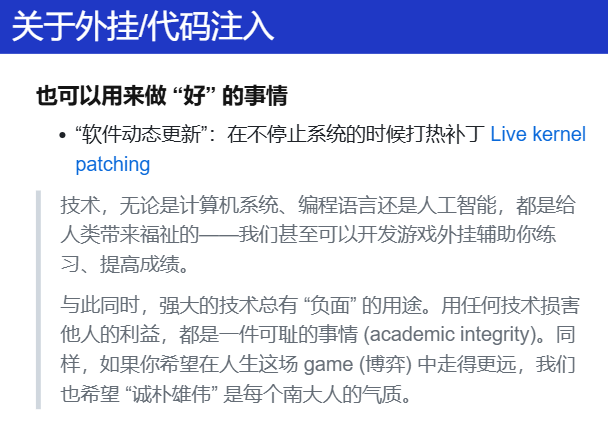 关于外挂/代码注入
也可以用来做 “好” 的事情
• “软件动态更新”：在不停止系统的时候打热补丁 Live kernel
patching
技术，无论是计算机系统、编程语言还是人工智能，都是给
人类带来福祉的——我们甚至可以开发游戏外挂辅助你练
习、提高成绩。
与此同时，强大的技术总有 “负面” 的用途。用任何技术损害
他人的利益，都是一件可耻的事情 (academic integrity)。同
样，如果你希望在人生这场 game (博弈) 中走得更远，我们
也希望 “诚朴雄伟” 是每个南大人的气质。